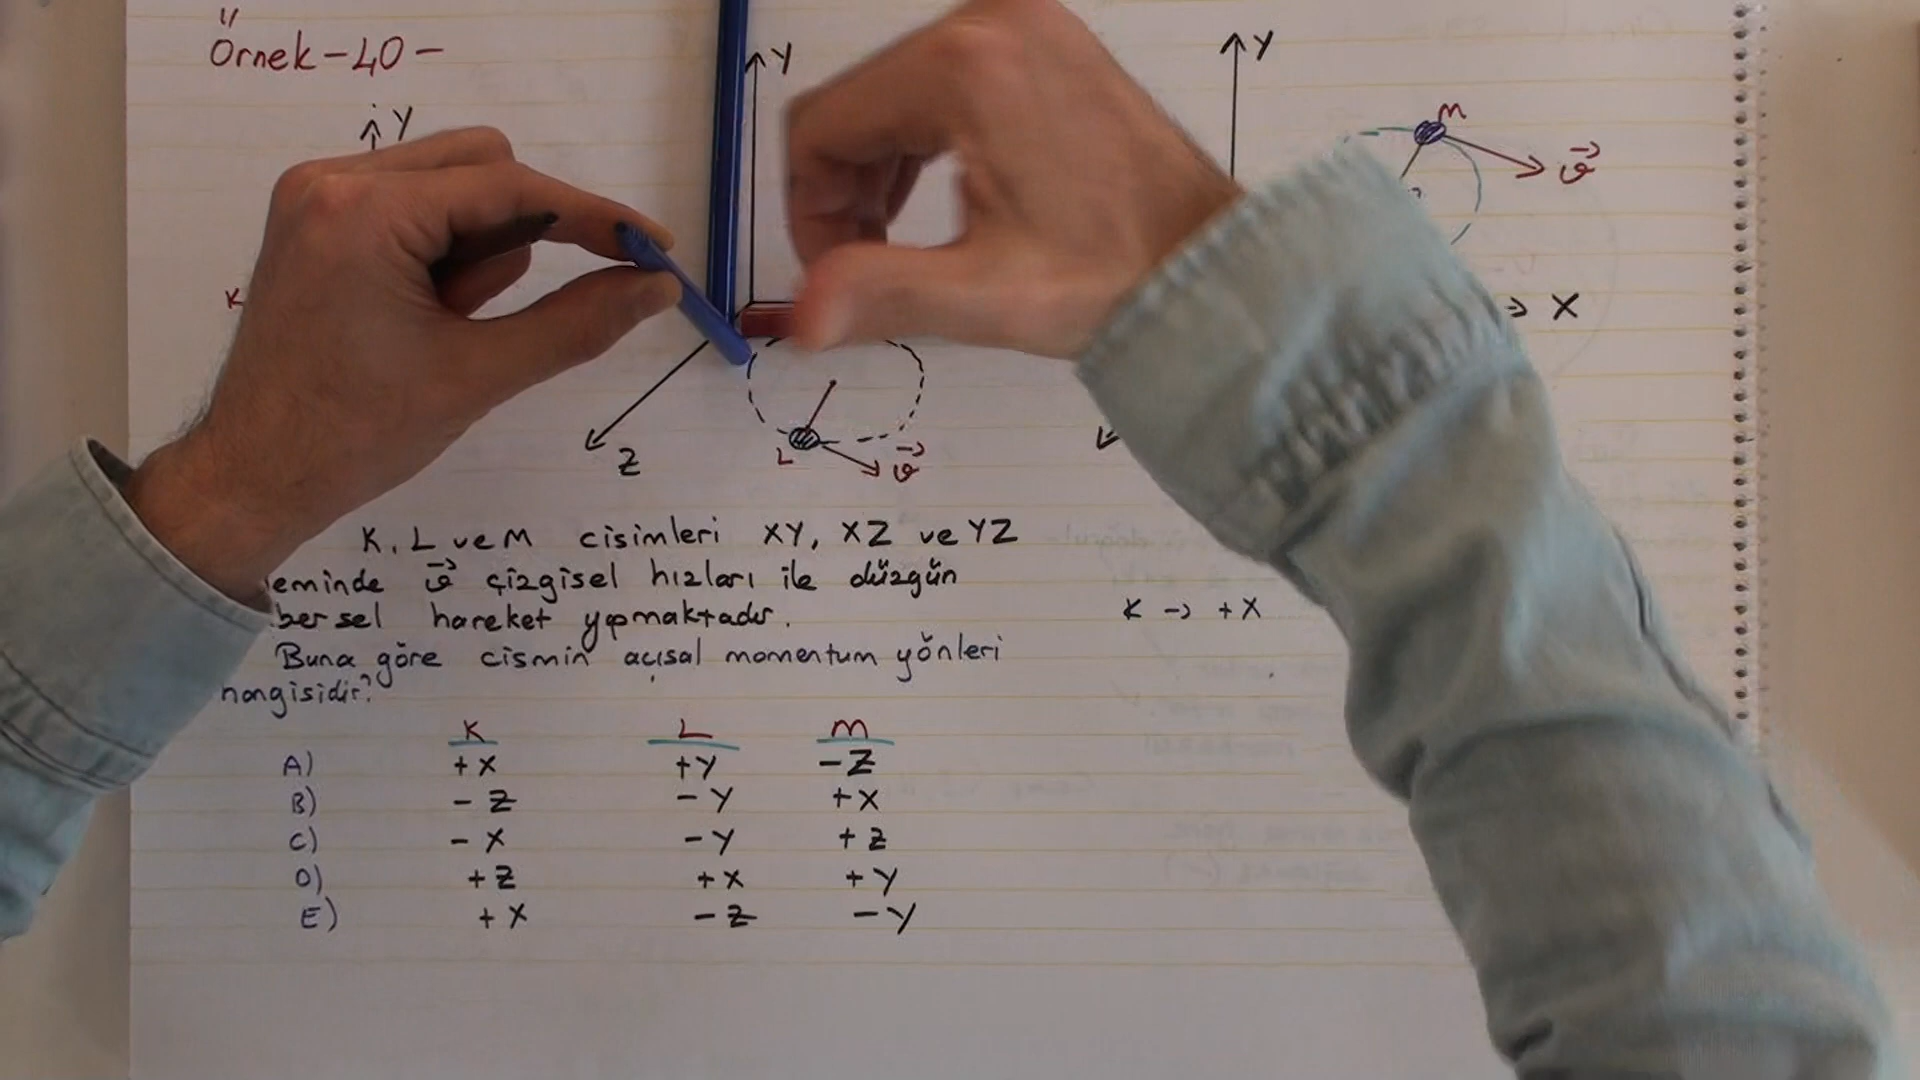 Örnek-40-
Y
Y
Y
M
v
K
X
Z
L
v
K, L ve M cisimleri XY, XZ ve YZ
eminde v çizgisel hızları ile düzgün
bersel hareket yapmaktadır.
Buna göre cismin açısal momentum yönleri
hangisidir?
K → +X
K L M
A) +X +Y -Z
B) -Z -Y +X
C) -X -Y +Z
D) +Z +X +Y
E) +X -Z -Y